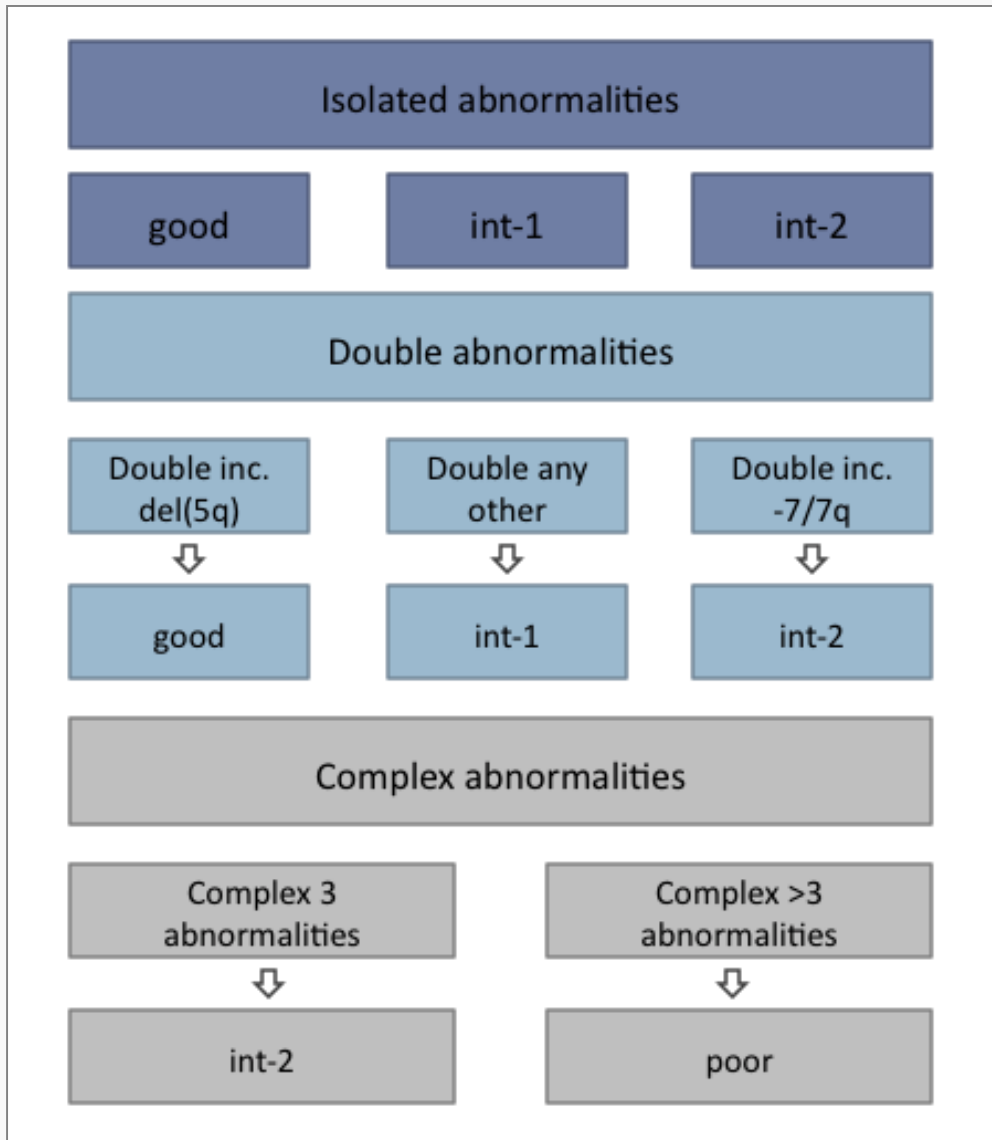 Isolated abnormalities
good
int-1
int-2
Double abnormalities
Double inc.
del(5q)
Double any
other
Double inc.
-7/7q
good
int-1
int-2
Complex abnormalities
Complex 3
abnormalities
Complex >3
abnormalities
int-2
poor